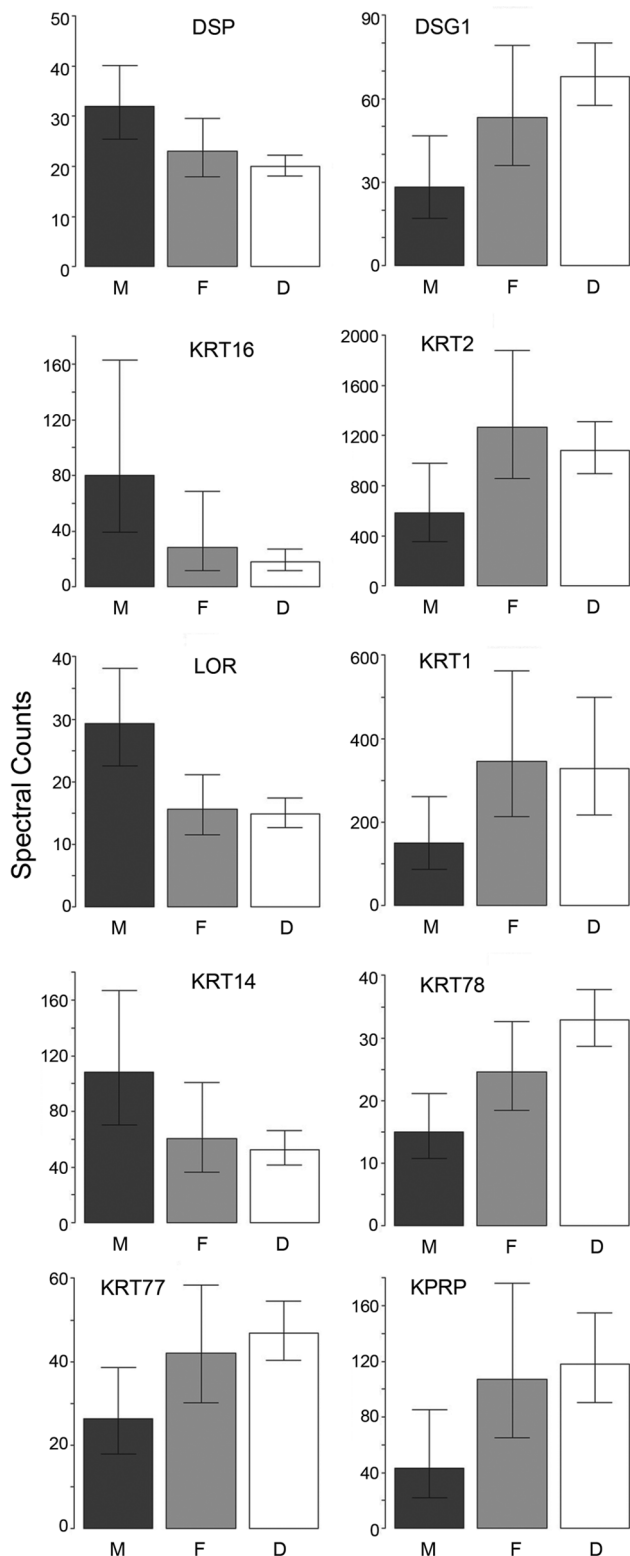 DSP
50
40
30
20
10
0
M F D
DSG1
90
60
30
0
M F D
KRT16
160
120
80
40
0
M F D
KRT2
2000
1600
1200
800
400
0
M F D
Spectral Counts
LOR
40
30
20
10
0
M F D
KRT1
600
400
200
0
M F D
KRT14
160
120
80
40
0
M F D
KRT78
40
30
20
10
0
M F D
KRT77
60
40
20
0
M F D
KPRP
160
120
80
40
0
M F D